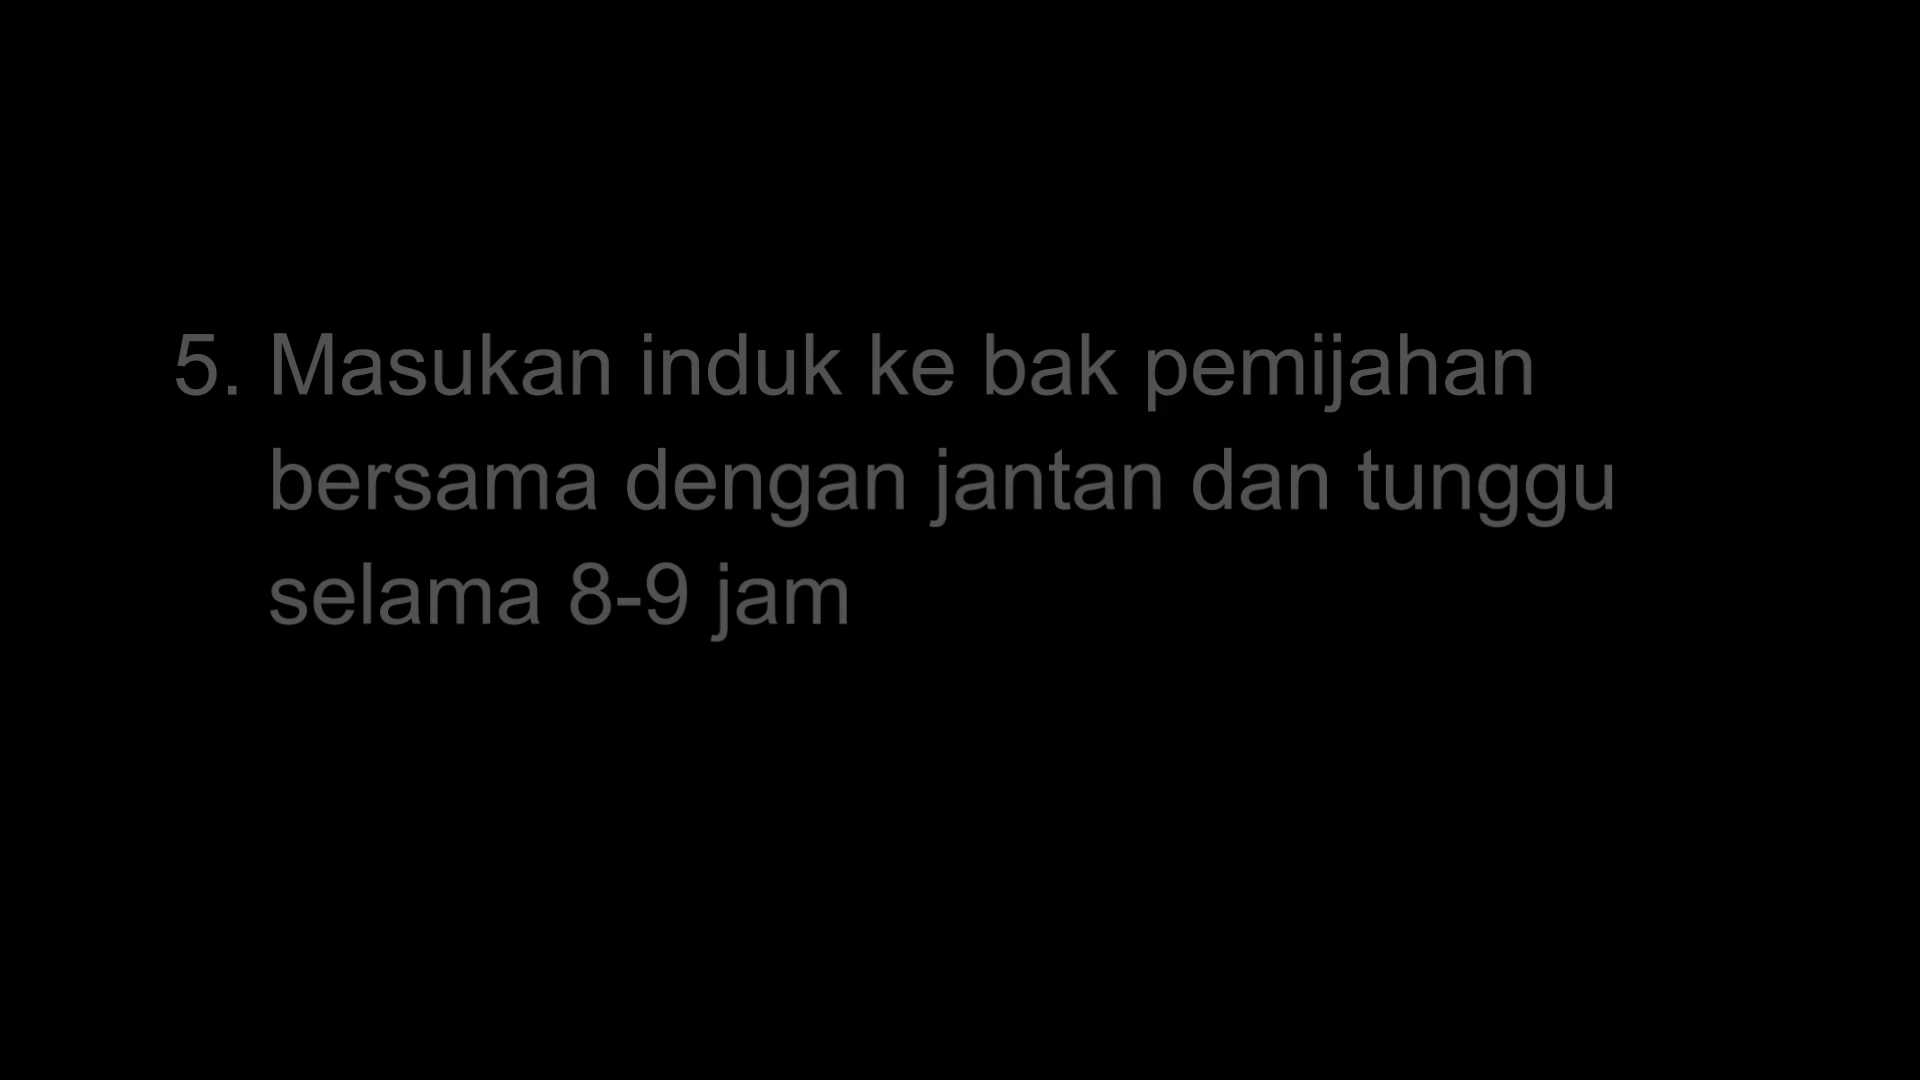 5. Masukan induk ke bak pemijahan
bersama dengan jantan dan tunggu
selama 8-9 jam